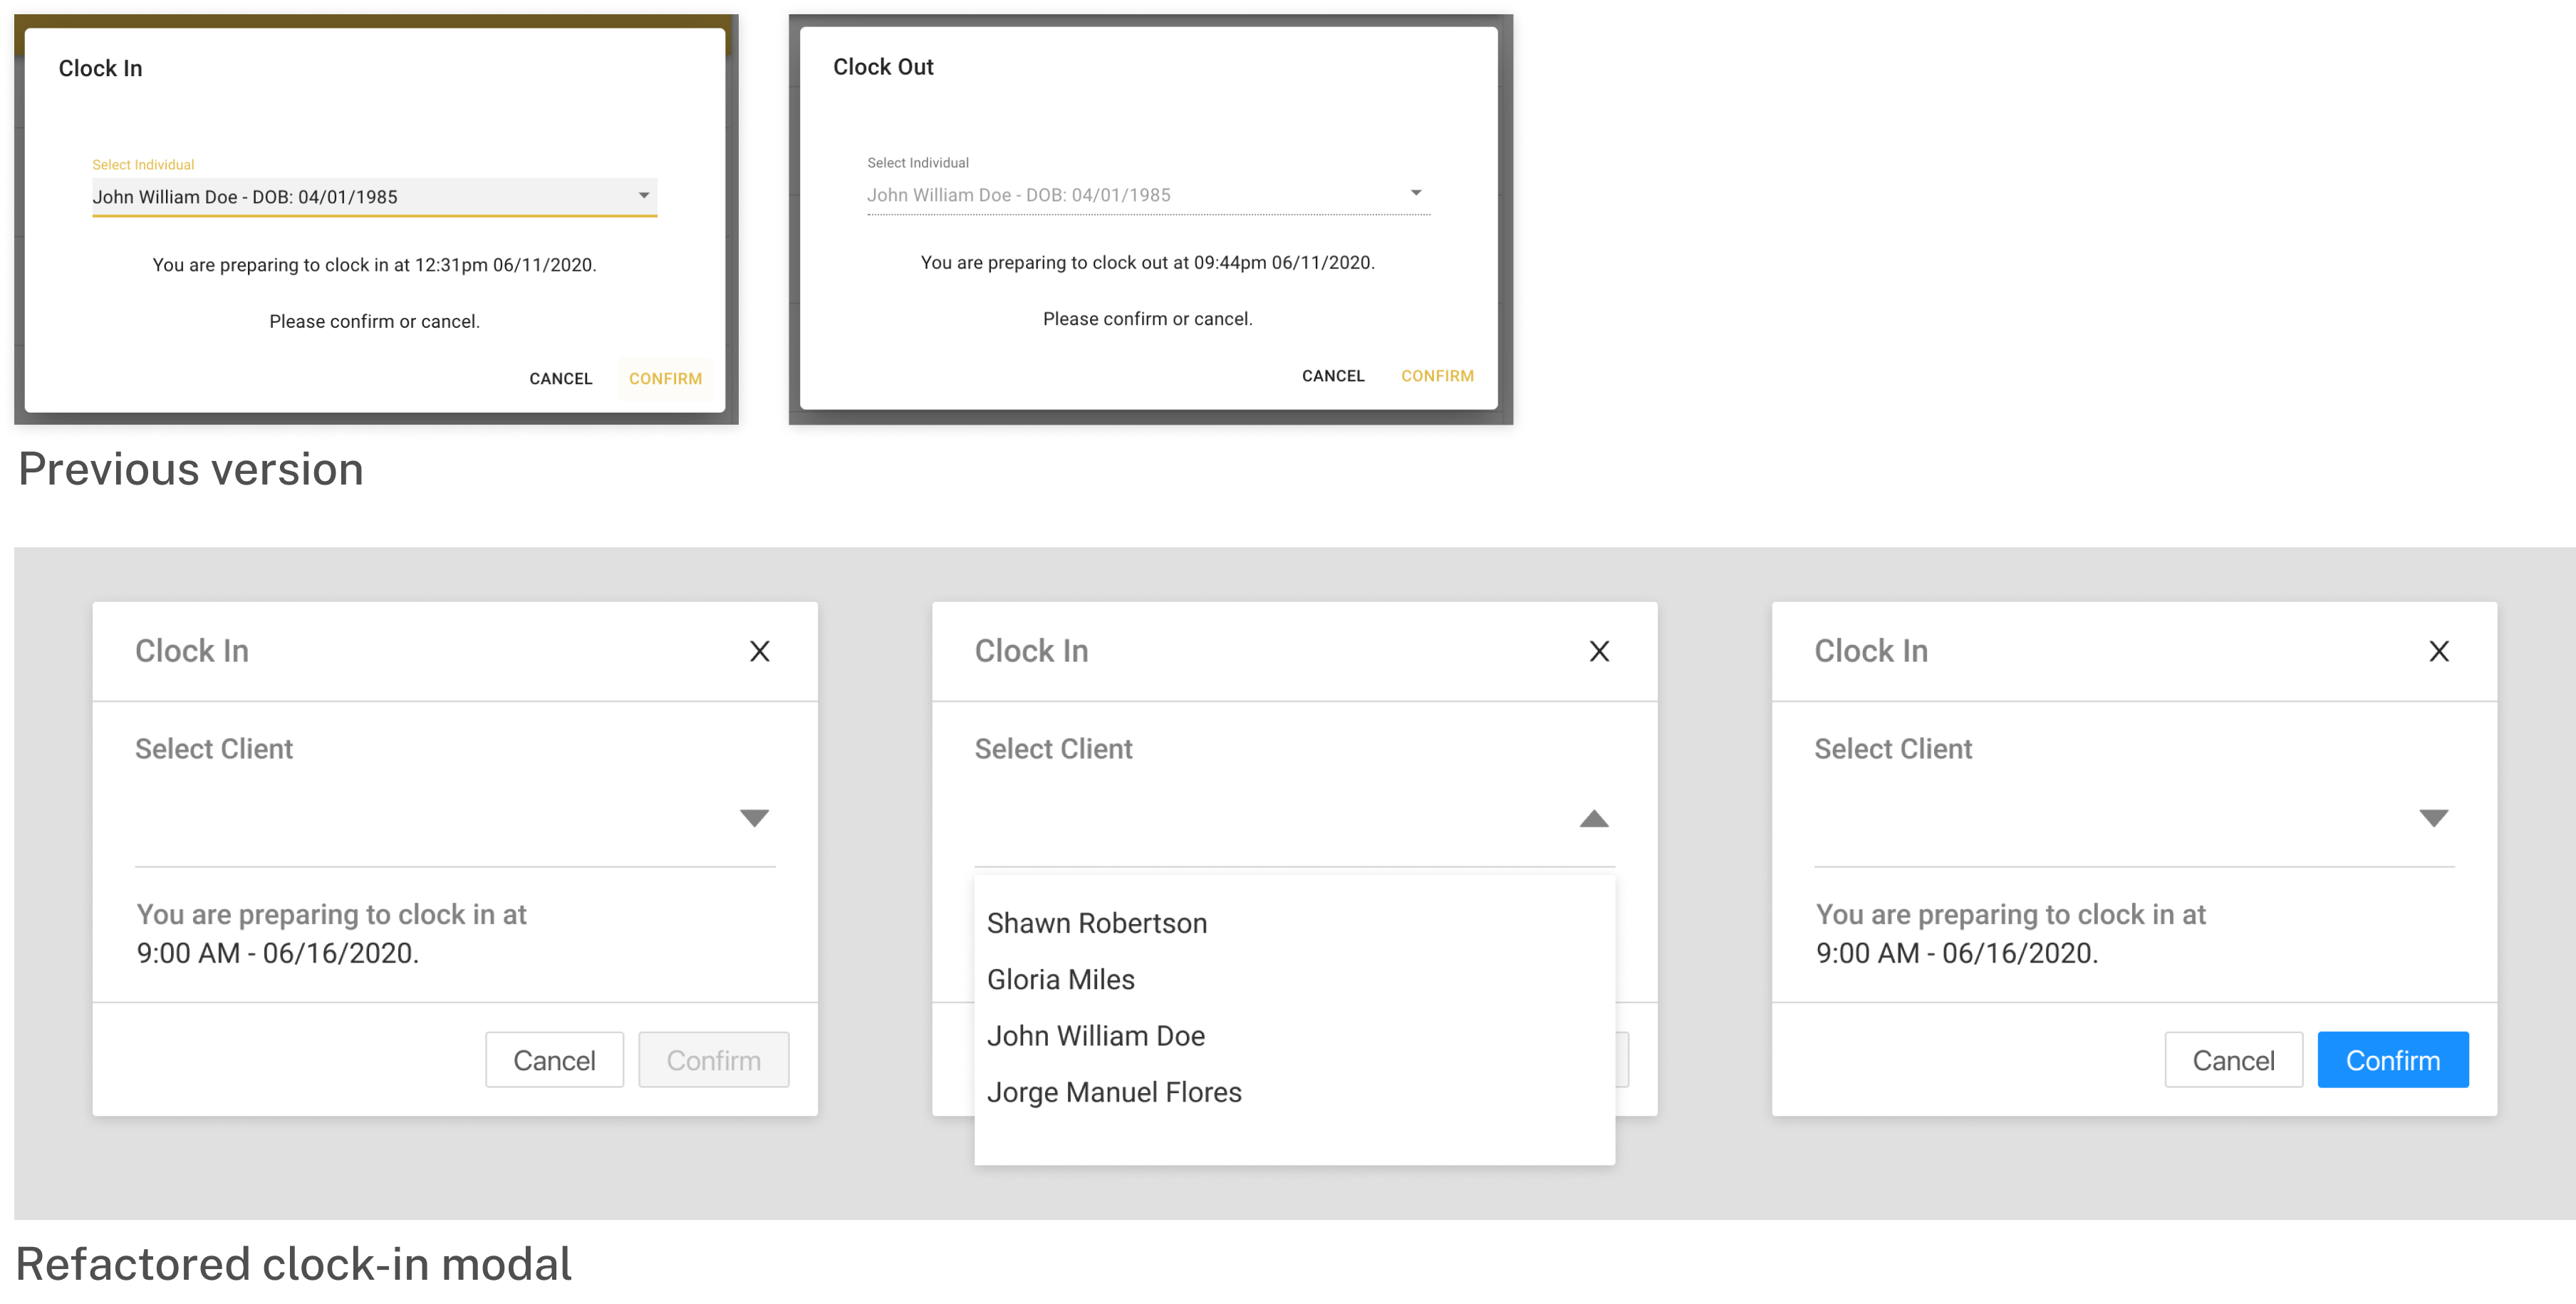 Clock In
Select Individual
John William Doe - DOB: 04/01/1985
You are preparing to clock in at 12:31pm 06/11/2020.
Please confirm or cancel.
CANCEL CONFIRM
Clock Out
Select Individual
John William Doe - DOB: 04/01/1985
You are preparing to clock out at 09:44pm 06/11/2020.
Please confirm or cancel.
CANCEL CONFIRM
Previous version
Clock In X
Select Client
You are preparing to clock in at
9:00 AM - 06/16/2020.
Cancel Confirm
Clock In X
Select Client
Shawn Robertson
Gloria Miles
John William Doe
Jorge Manuel Flores
Clock In X
Select Client
You are preparing to clock in at
9:00 AM - 06/16/2020.
Cancel Confirm
Refactored clock-in modal